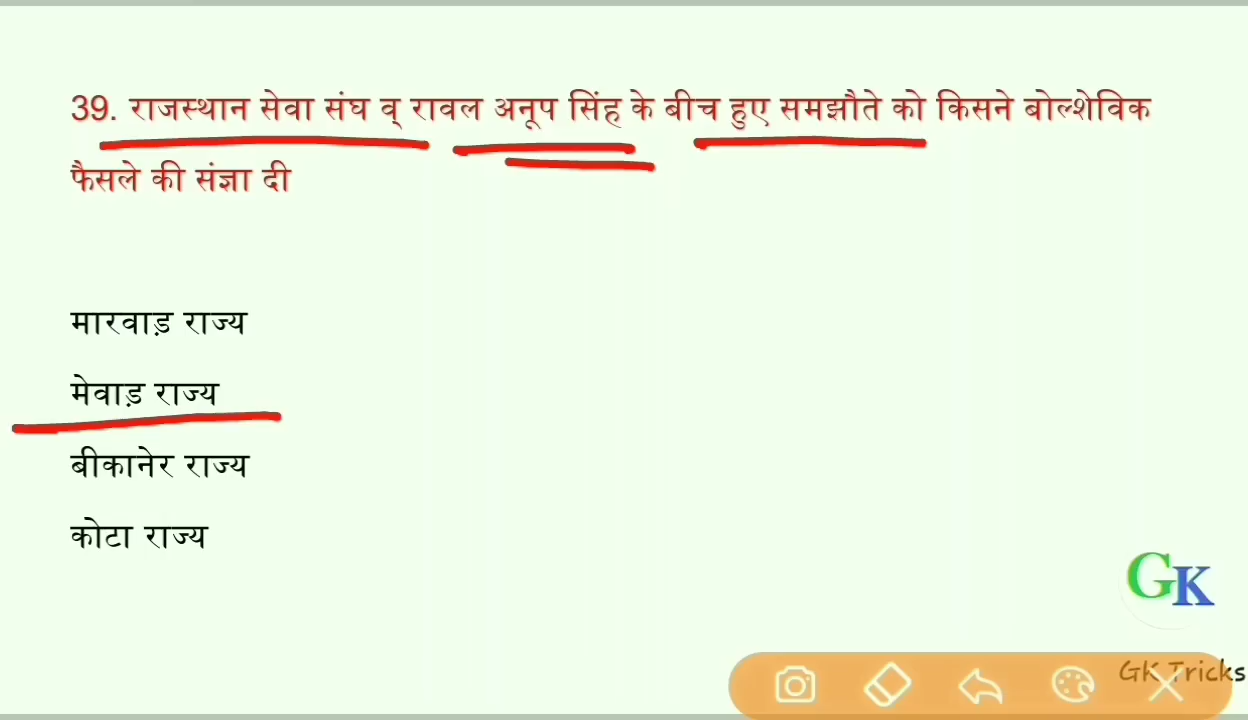 39. राजस्थान सेवा संघ व् रावल अनूप सिंह के बीच हुए समझौते को किसने बोल्शेविक
फैसले की संज्ञा दी
मारवाड़ राज्य
मेवाड़ राज्य
बीकानेर राज्य
कोटा राज्य
GK
GK Tricks